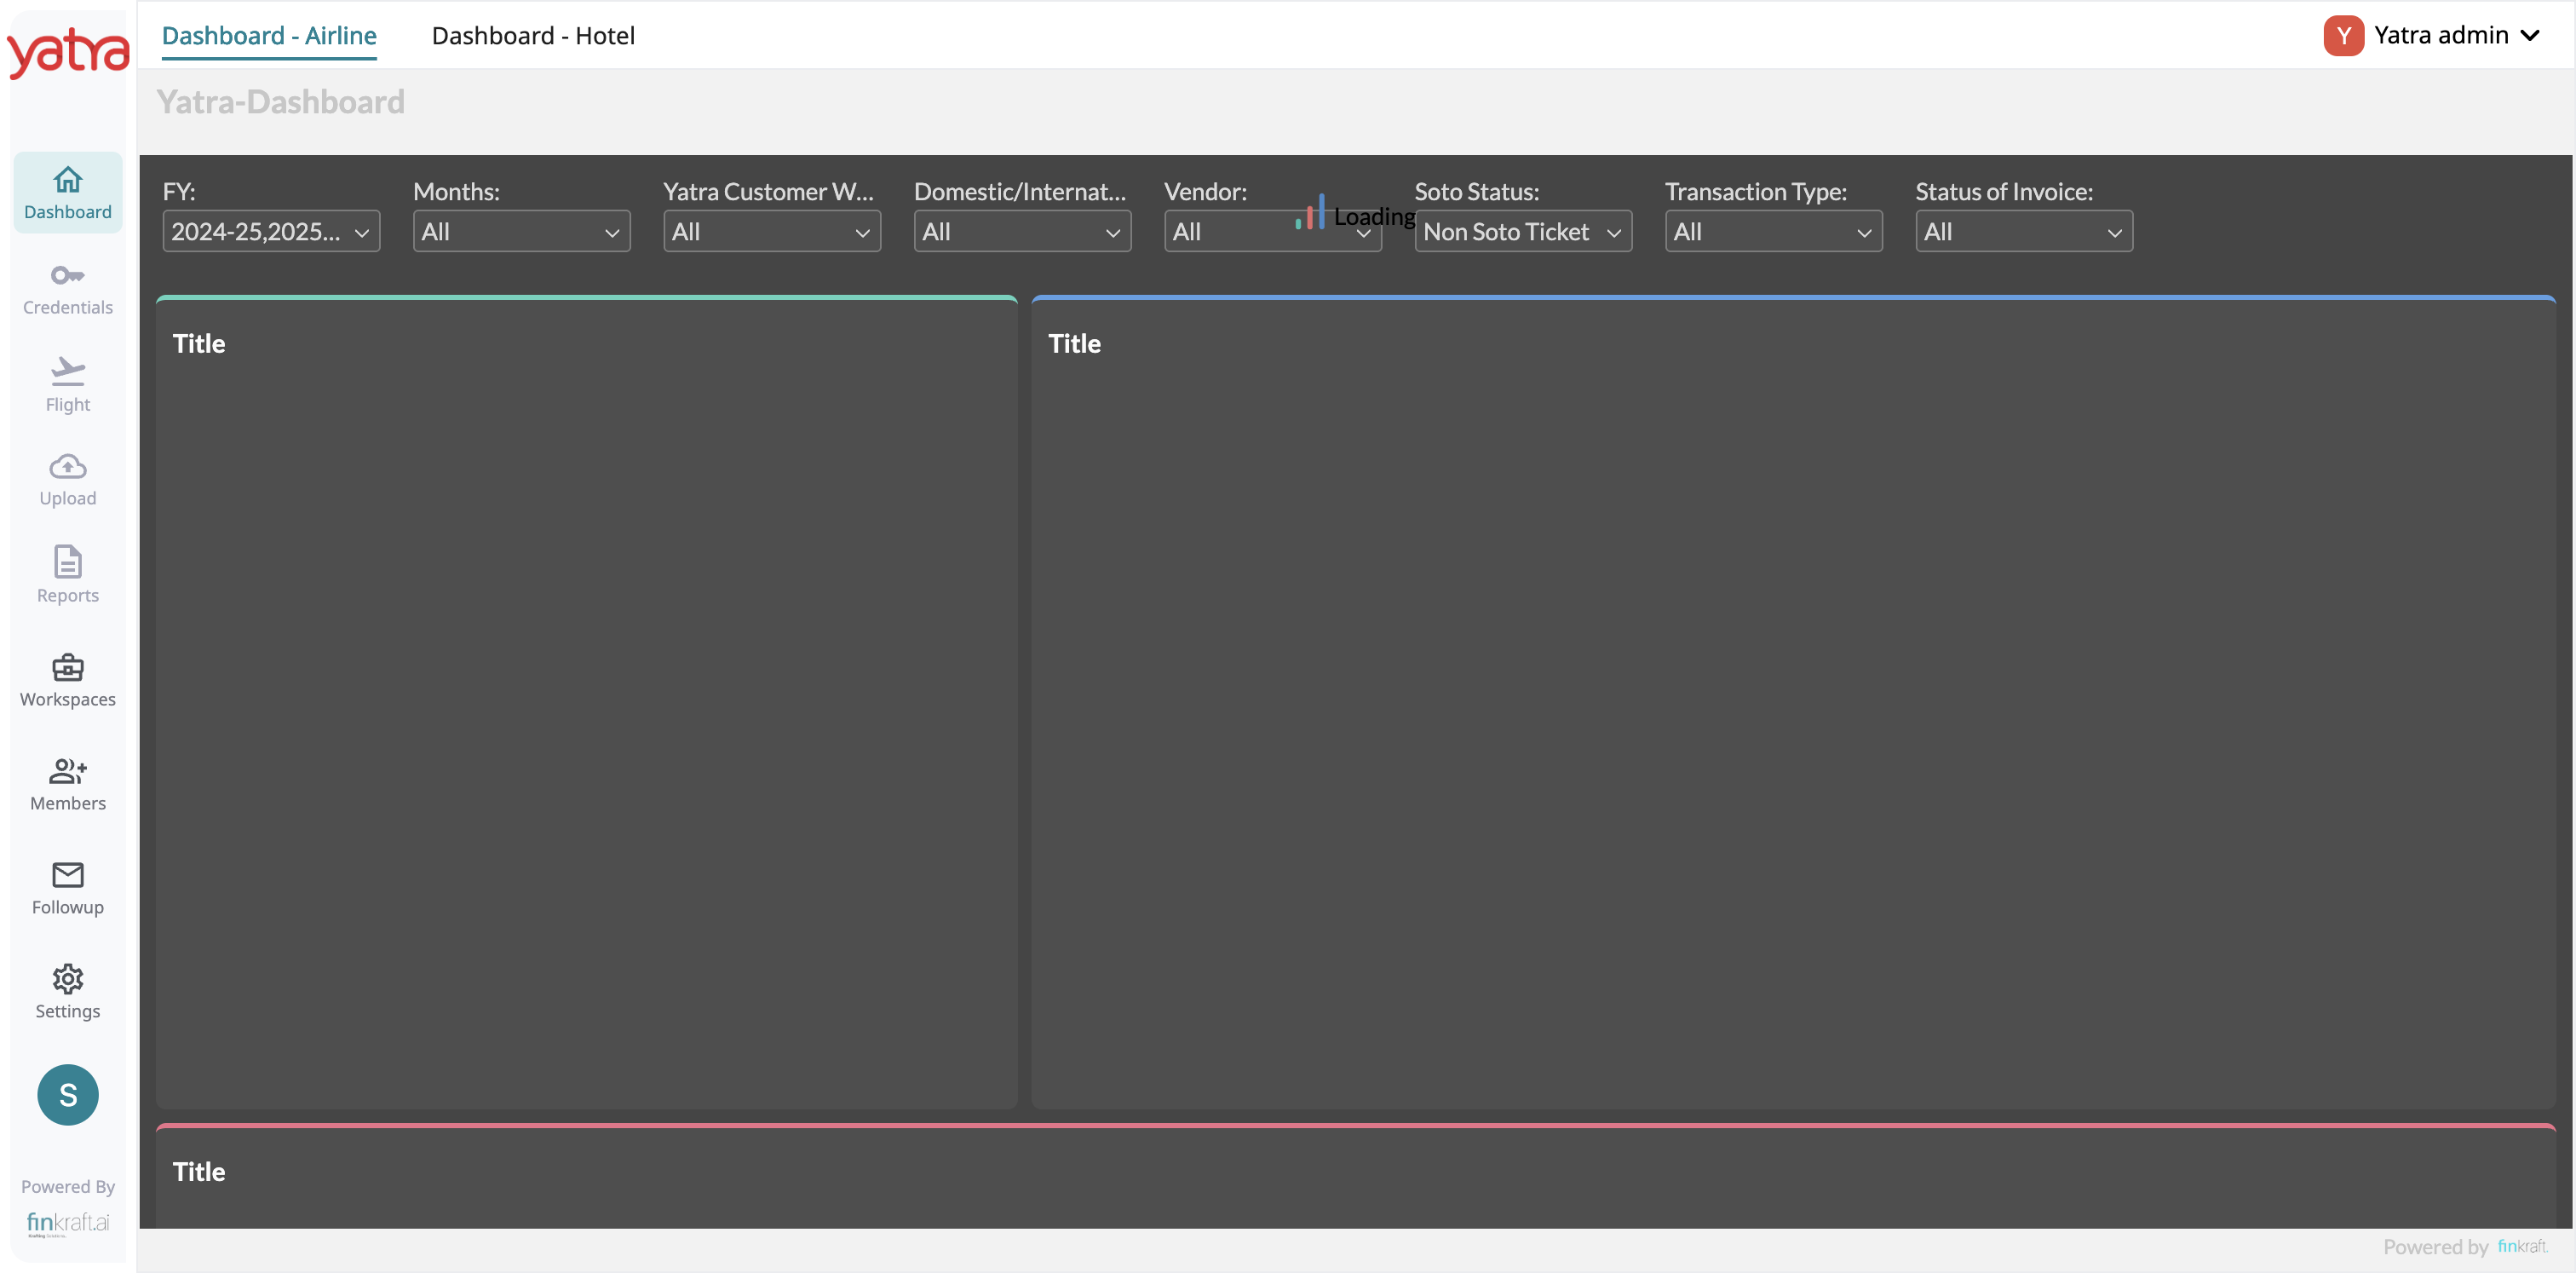 yatra
Dashboard - Airline
Dashboard - Hotel
Y
Yatra admin
Yatra-Dashboard
Dashboard
Credentials
Flight
Upload
Reports
Workspaces
Members
Followup
Settings
S
Powered By
finkraft.ai
FY:
2024-25,2025...
Months:
All
Yatra Customer W...
All
Domestic/Internat...
All
Vendor:
All
Loading
Soto Status:
Non Soto Ticket
Transaction Type:
All
Status of Invoice:
All
Title
Title
Title
Powered by finkraft.